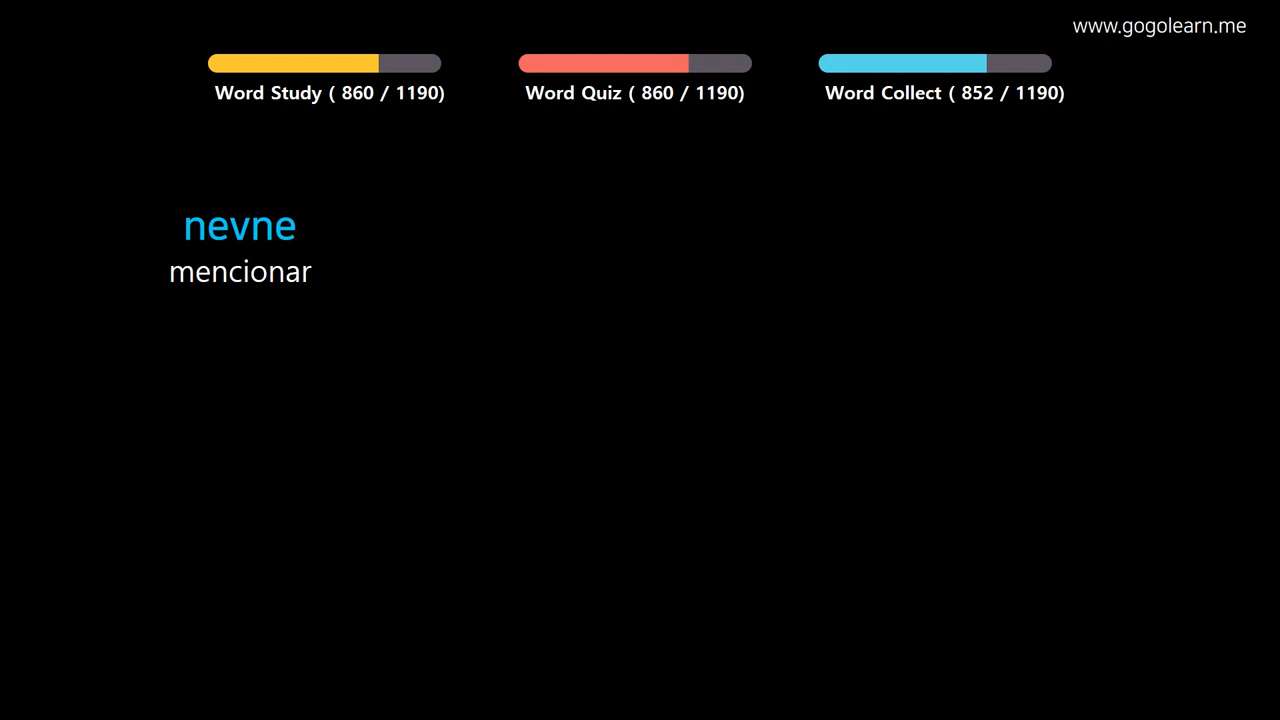 www.gogolearn.me
Word Study ( 860 / 1190)
Word Quiz ( 860 / 1190)
Word Collect ( 852 / 1190)
nevne
mencionar